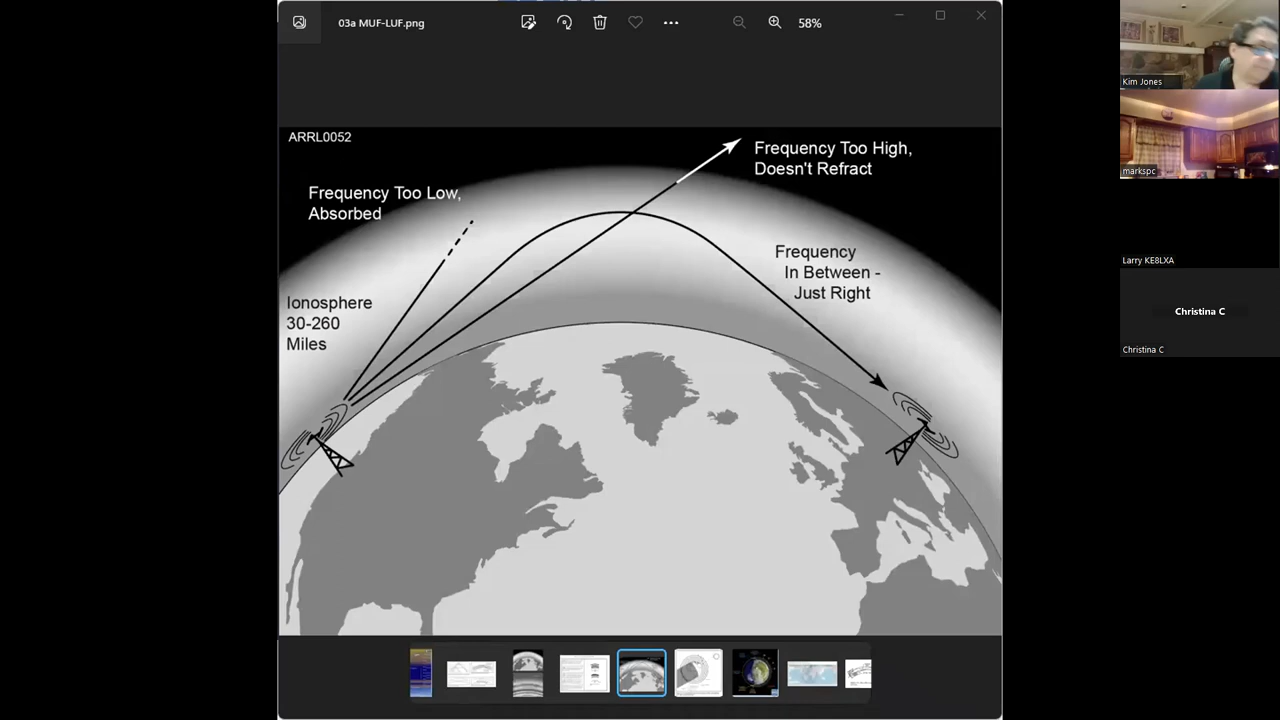 03a MUF-LUF.png
58%
ARRL0052
Frequency Too High,
Doesn't Refract
Frequency Too Low,
Absorbed
Frequency
In Between -
Just Right
Ionosphere
30-260
Miles
Kim Jones
markspc
Larry KE8LXA
Christina C
Christina C